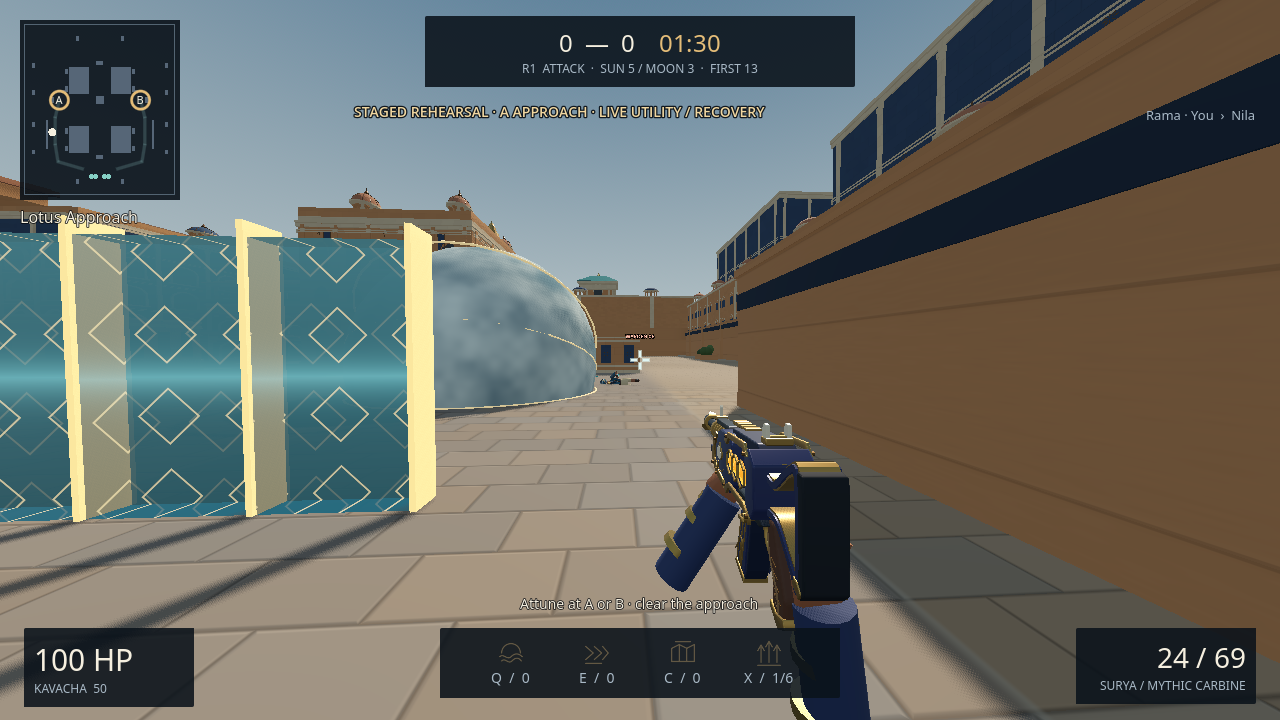 0 — 0 01:30
R1 ATTACK · SUN 5 / MOON 3 · FIRST 13
STAGED REHEARSAL · A APPROACH · LIVE UTILITY / RECOVERY
Rama · You › Nila
A
B
Lotus Approach
Attune at A or B · clear the approach
100 HP
KAVACHA 50
Q / 0
E / 0
C / 0
X / 1/6
24 / 69
SURYA / MYTHIC CARBINE